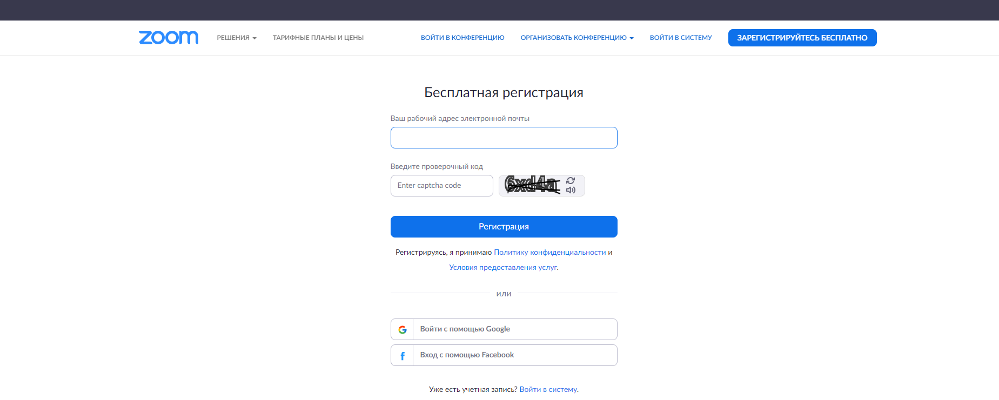 zoom РЕШЕНИЯ ТАРИФНЫЕ ПЛАНЫ И ЦЕНЫ ВОЙТИ В КОНФЕРЕНЦИЮ ОРГАНИЗОВАТЬ КОНФЕРЕНЦИЮ ВОЙТИ В СИСТЕМУ ЗАРЕГИСТРИРУЙТЕСЬ БЕСПЛАТНО
Бесплатная регистрация
Ваш рабочий адрес электронной почты
Введите проверочный код
Enter captcha code
Регистрация
Регистрируясь, я принимаю Политику конфиденциальности и
Условия предоставления услуг.
или
Войти с помощью Google
Вход с помощью Facebook
Уже есть учетная запись? Войти в систему.